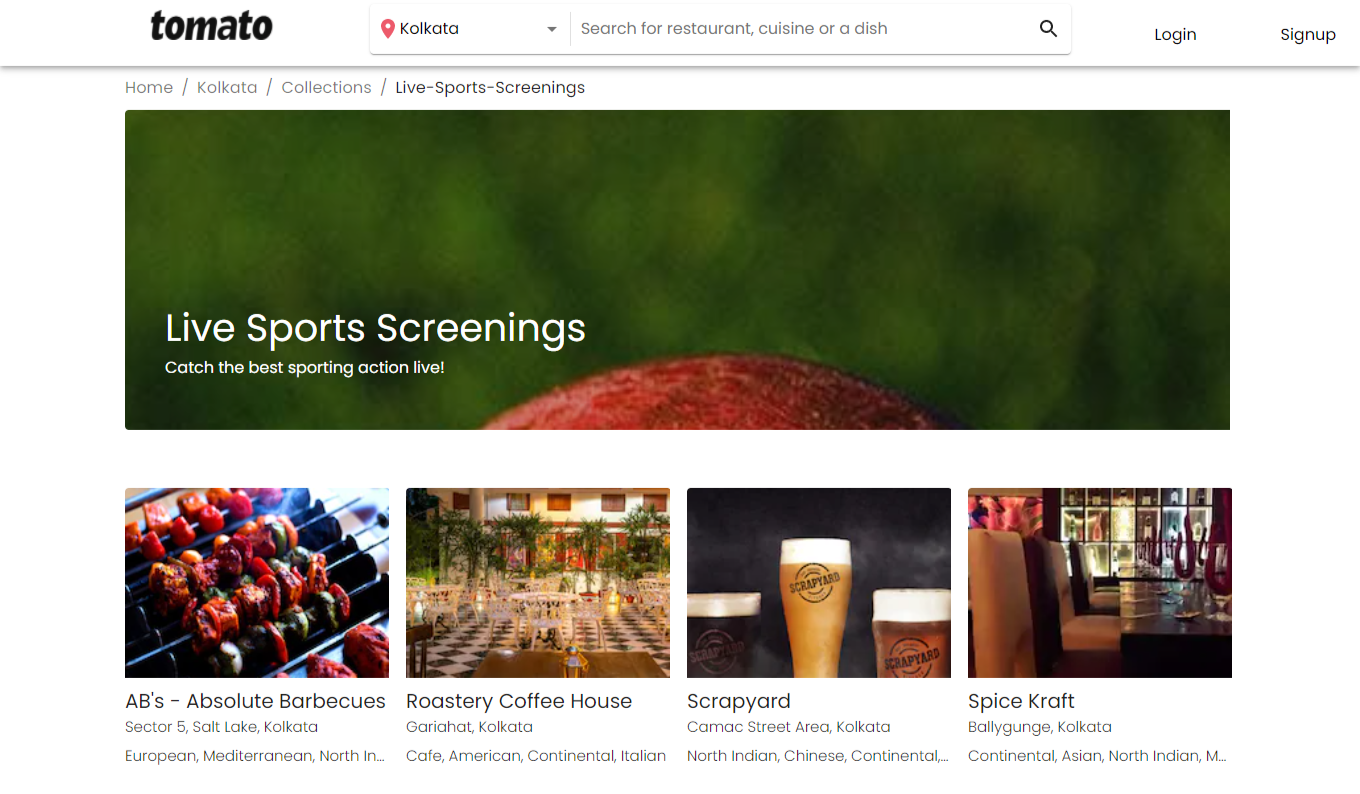 tomato
Kolkata
Search for restaurant, cuisine or a dish
Login
Signup
Home / Kolkata / Collections / Live-Sports-Screenings
Live Sports Screenings
Catch the best sporting action live!
SCRAPYARD
SCRAPYARD
SCRAPYARD
AB's - Absolute Barbecues
Sector 5, Salt Lake, Kolkata
European, Mediterranean, North In...
Roastery Coffee House
Gariahat, Kolkata
Cafe, American, Continental, Italian
Scrapyard
Camac Street Area, Kolkata
North Indian, Chinese, Continental,...
Spice Kraft
Ballygunge, Kolkata
Continental, Asian, North Indian, M...